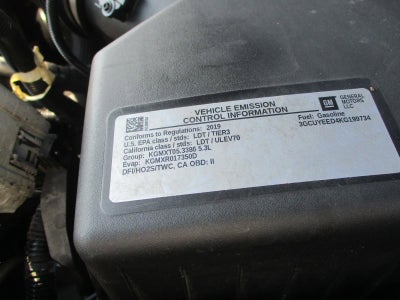 VEHICLE EMISSION
CONTROL INFORMATION
GM
GENERAL
MOTORS
LLC
Conforms to Regulations: 2019
U.S. EPA class / stds: LDT / TIER3
California class / stds: LDT / ULEV70
Group: KGMXT05.3386 5.3L
Evap: KGMXR0173500
DFI/HO2S/TWC, CA OBD: II
Fuel: Gasoline
3GCUYEED4KG199734